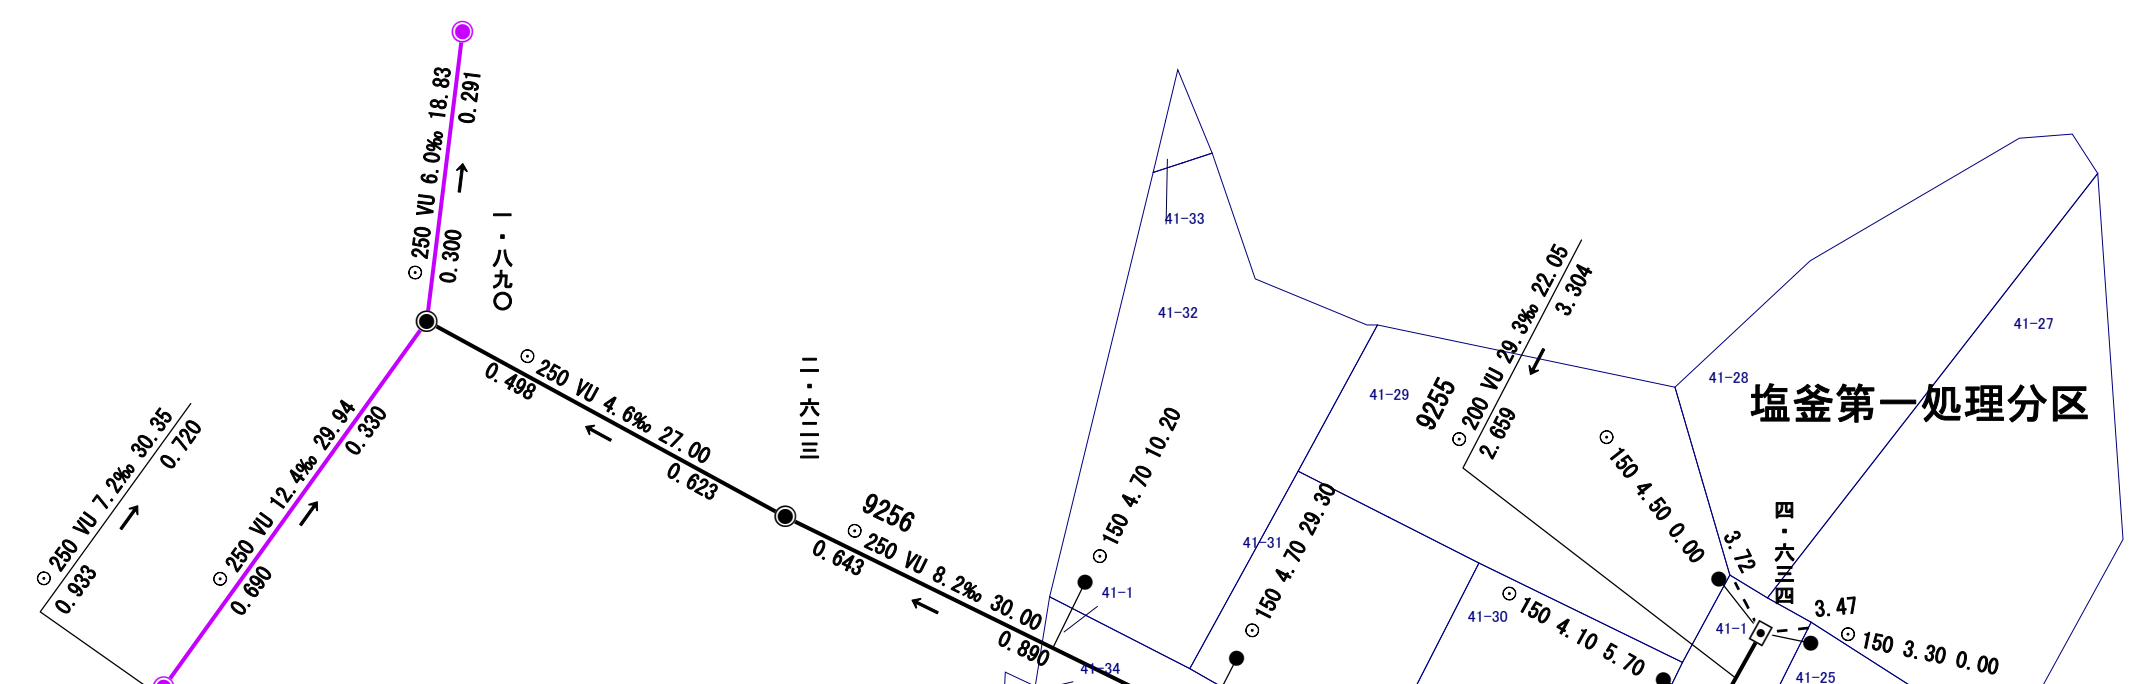 ⊙ 250 VU 6.0‰ 18.83
0.291
0.300
一・八九〇
⊙ 250 VU 7.2‰ 30.35
0.720
0.933
⊙ 250 VU 12.4‰ 29.94
0.330
0.690
⊙ 250 VU 4.6‰ 27.00
0.498
0.623
二・六二三
9256
⊙ 250 VU 8.2‰ 30.00
0.643
0.890
41-33
41-32
⊙ 150 4.70 10.20
41-1
41-34
41-31
⊙ 150 4.70 29.30
41-29
9255
⊙ 200 VU 29.3‰ 22.05
3.304
2.659
41-30
⊙ 150 4.10 5.70
41-28
41-27
塩釜第一処理分区
⊙ 150 4.50 0.00
3.72
四・六三四
3.47
⊙ 150 3.30 0.00
41-1
41-25